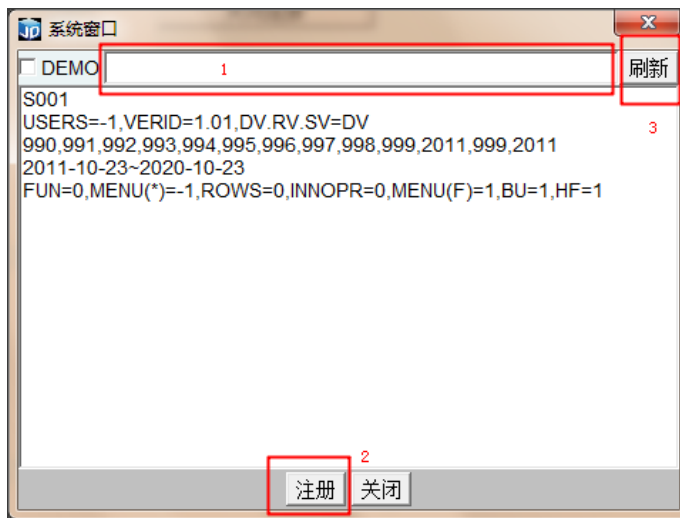 JP 系统窗口
x
DEMO 1 刷新
S001
3
USERS=-1,VERID=1.01,DV.RV.SV=DV
990,991,992,993,994,995,996,997,998,999,2011,999,2011
2011-10-23~2020-10-23
FUN=0,MENU(*)=-1,ROWS=0,INNOPR=0,MENU(F)=1,BU=1,HF=1
2
注册 关闭